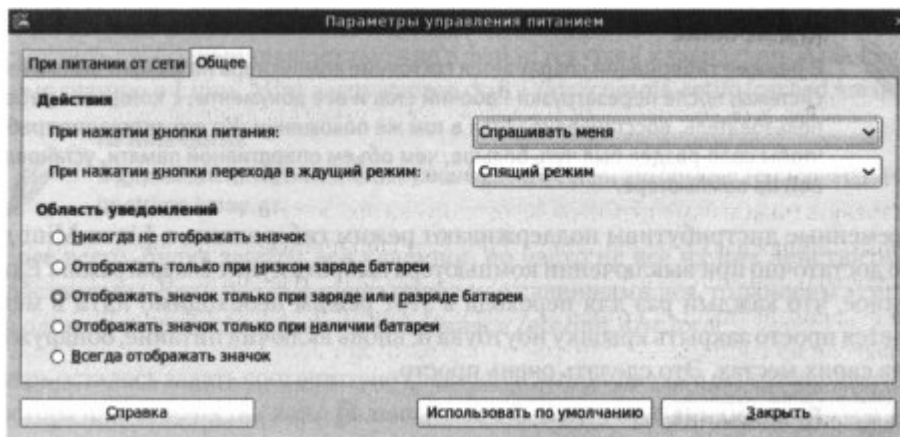 Параметры управления питанием
При питании от сети Общее
Действия
При нажатии кнопки питания: Спрашивать меня
При нажатии кнопки перехода в ждущий режим: Спящий режим
Область уведомлений
Никогда не отображать значок
Отображать только при низком заряде батареи
Отображать значок только при заряде или разряде батареи
Отображать значок только при наличии батареи
Всегда отображать значок
Справка Использовать по умолчанию Закрыть